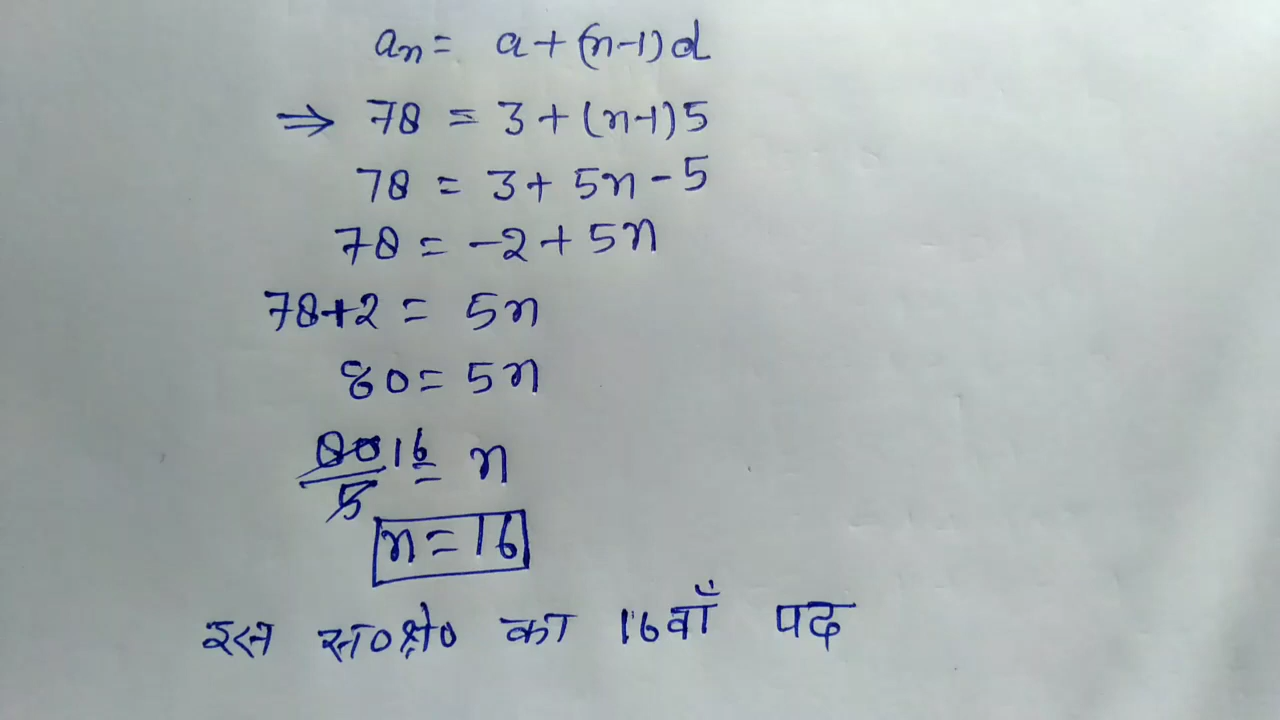 an = a + (n-1)d
⇒ 78 = 3 + (n-1)5
78 = 3 + 5n - 5
78 = -2 + 5n
78+2 = 5n
80 = 5n
80/5 16 = n
n = 16
इस स०श्रे० का 16वाँ पद